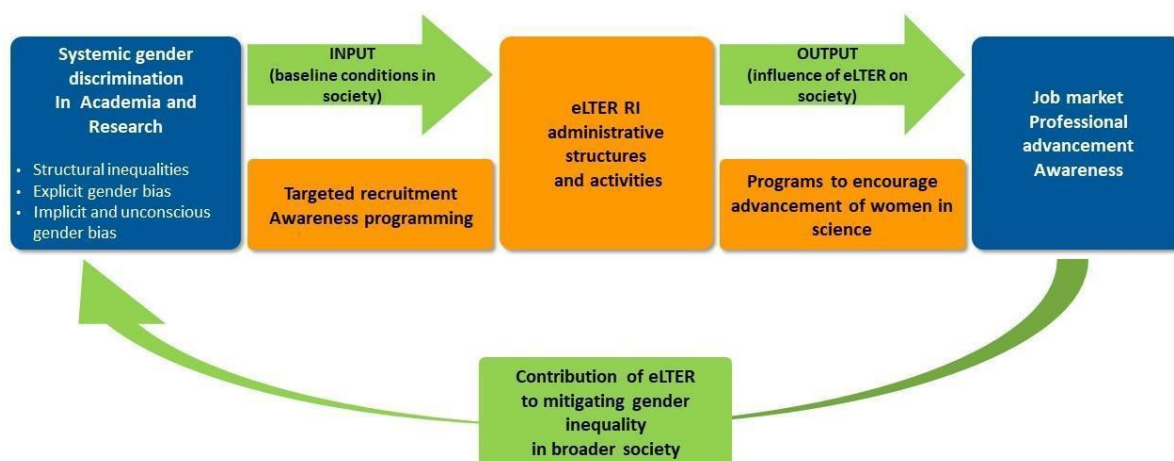 Systemic gender
discrimination
In Academia and
Research
• Structural inequalities
• Explicit gender bias
• Implicit and unconscious
gender bias
INPUT
(baseline conditions in
society)
Targeted recruitment
Awareness programming
eLTER RI
administrative
structures
and activities
OUTPUT
(influence of eLTER on
society)
Programs to encourage
advancement of women in
science
Job market
Professional
advancement
Awareness
Contribution of eLTER
to mitigating gender
inequality
in broader society